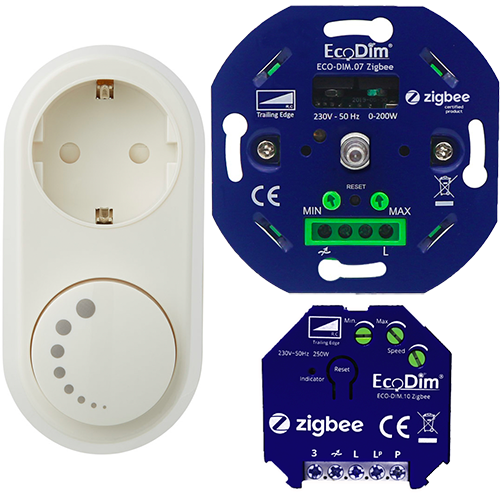 EcoDim®
ECO-DIM.07 Zigbee
R,C
Trailing Edge
230V - 50 Hz
0-200W
zigbee
certified
product
RESET
MIN
MAX
L
Min
Max
R,C
Trailing Edge
Speed
230V~50Hz 250W
Indicator
Reset
EcoDim®
ECO-DIM.10 Zigbee
zigbee
3 L Lᵖ P